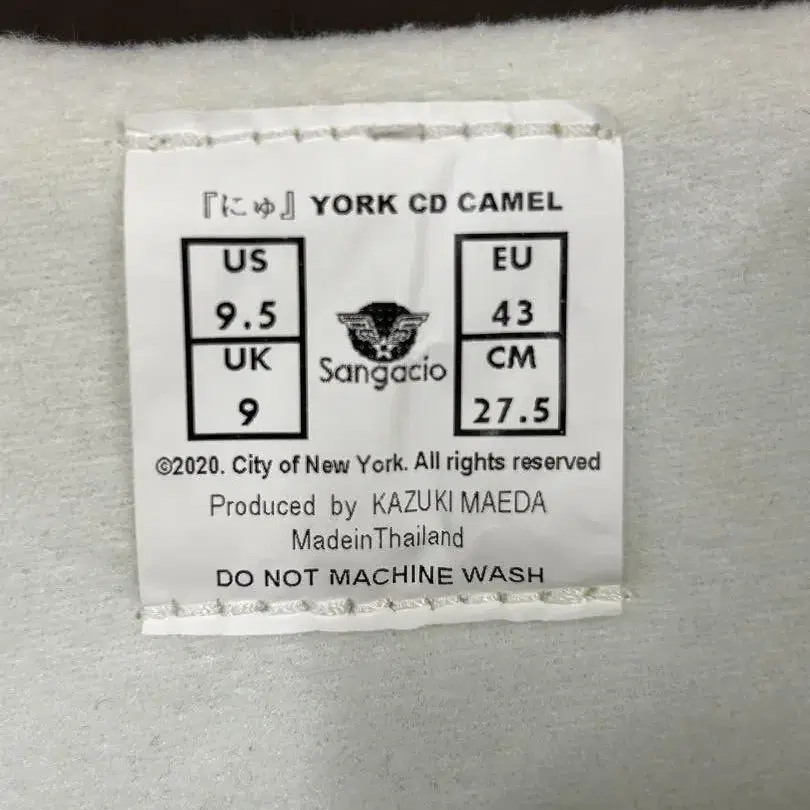 『にゅ』 YORK CD CAMEL
US
9.5
UK
9
Sangacio
EU
43
CM
27.5
©2020. City of New York. All rights reserved
Produced by KAZUKI MAEDA
MadeinThailand
DO NOT MACHINE WASH